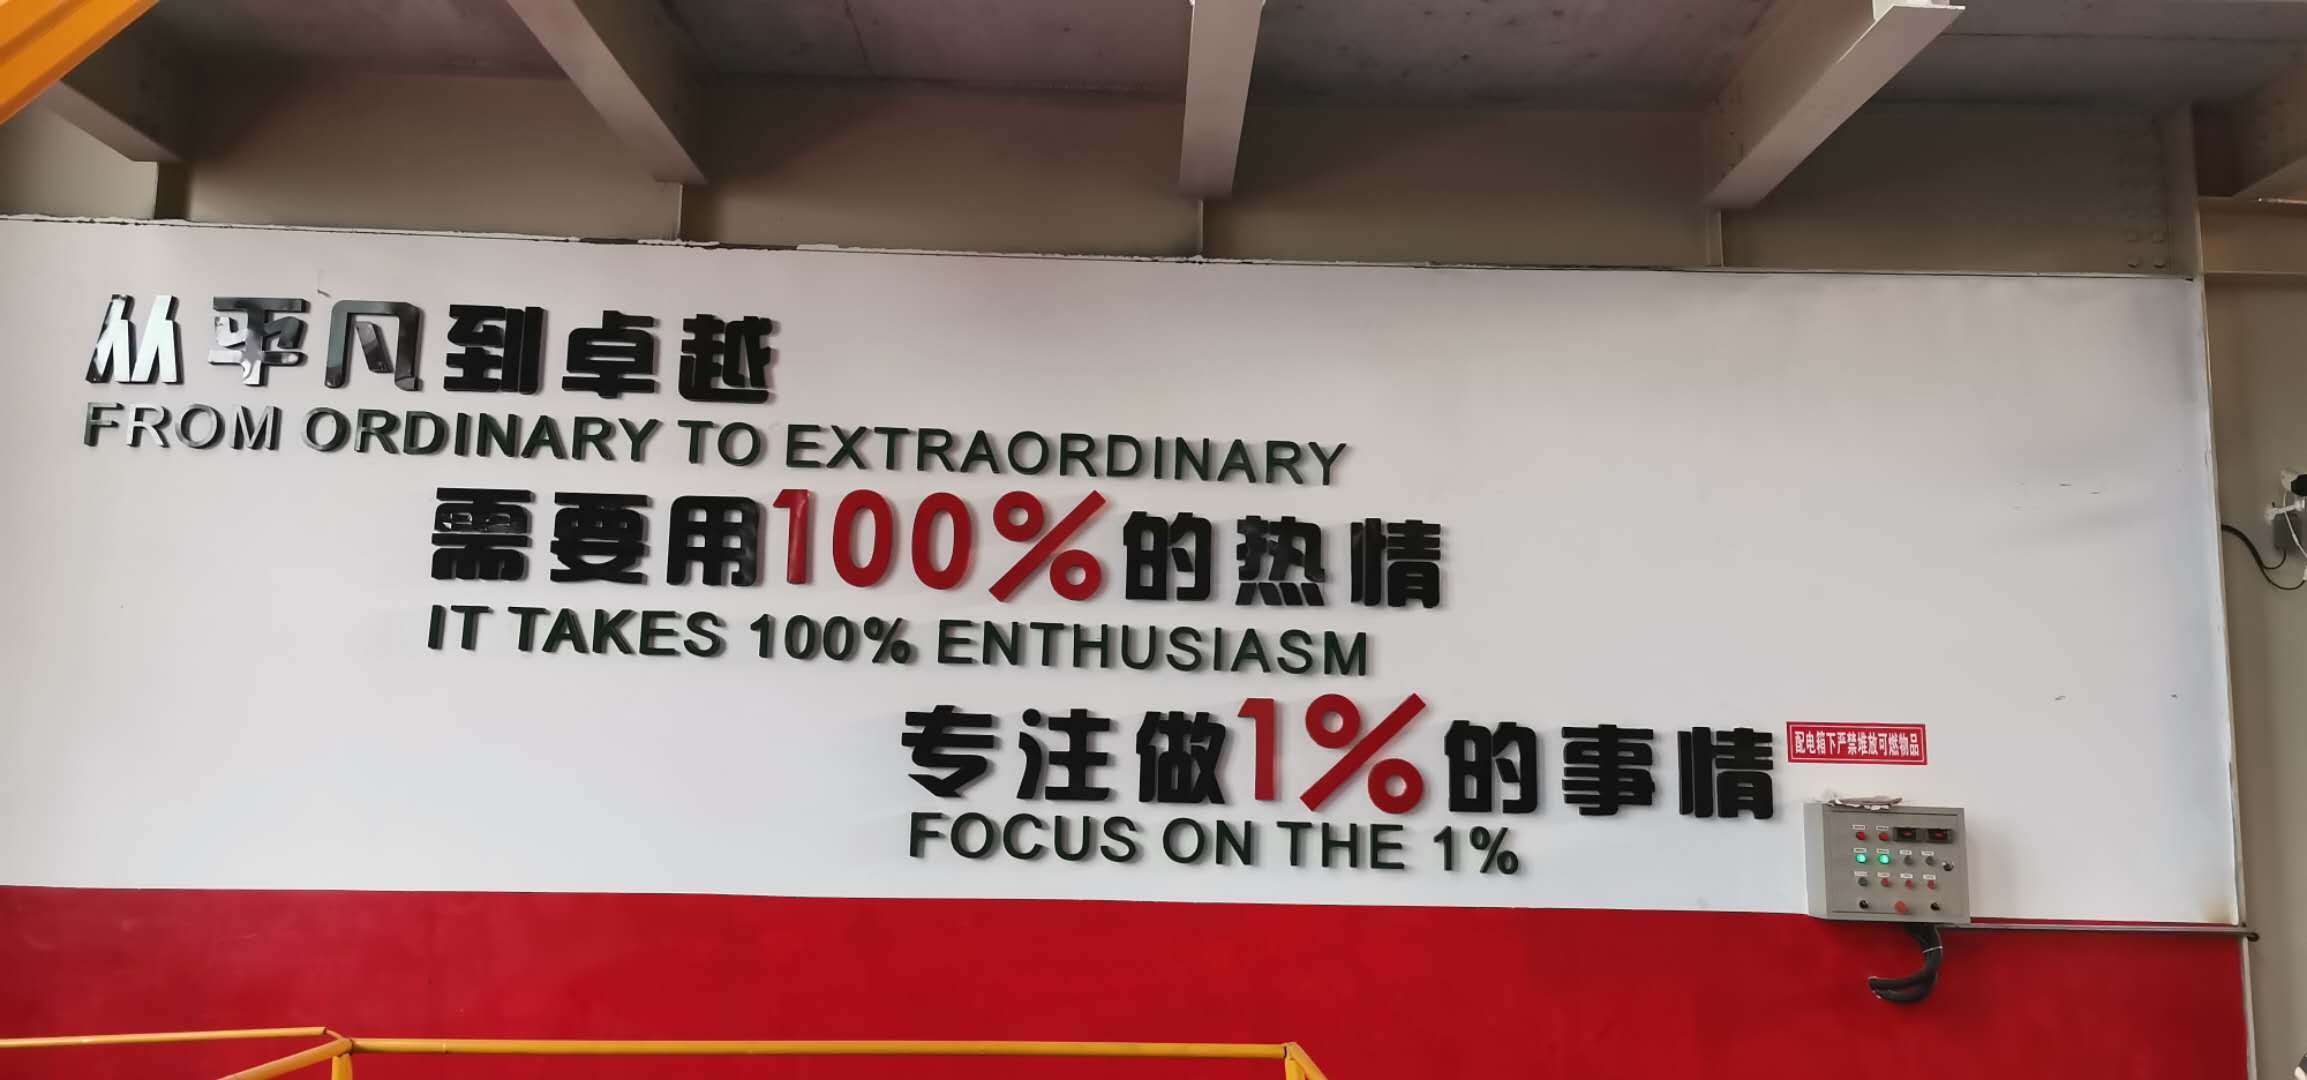 从平凡到卓越
FROM ORDINARY TO EXTRAORDINARY
需要用100%的热情
IT TAKES 100% ENTHUSIASM
专注做1%的事情
FOCUS ON THE 1%
配电箱下严禁堆放可燃物品